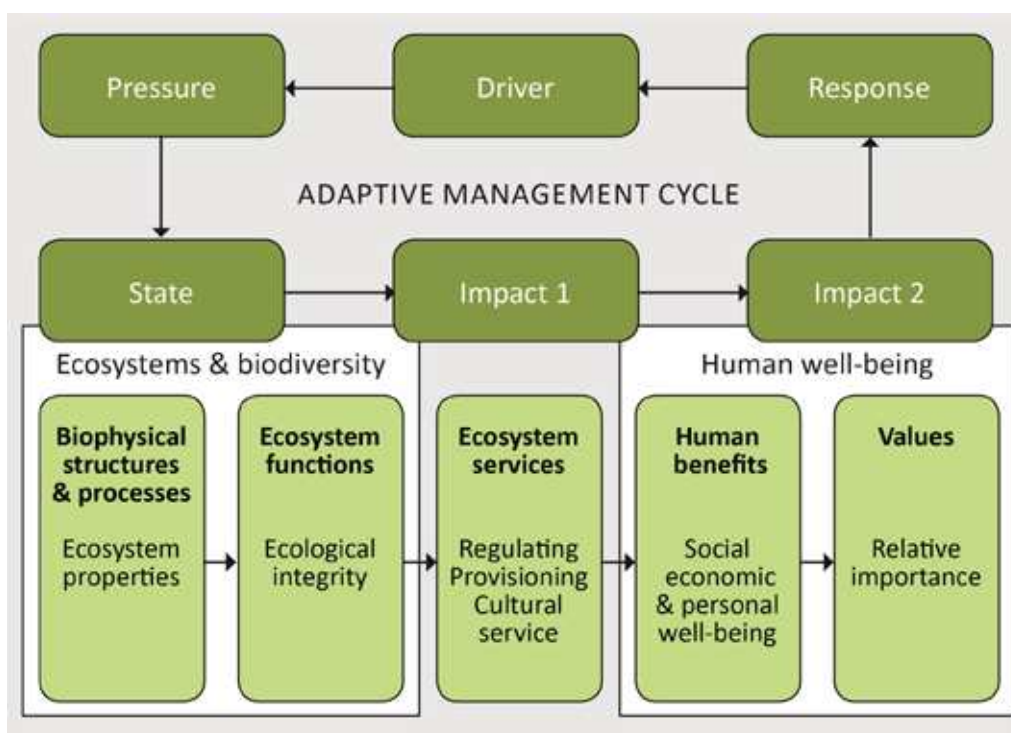 Pressure
Driver
Response
ADAPTIVE MANAGEMENT CYCLE
State
Impact 1
Impact 2
Ecosystems & biodiversity
Human well-being
Biophysical
structures
& processes
Ecosystem
properties
Ecosystem
functions
Ecological
integrity
Ecosystem
services
Regulating
Provisioning
Cultural
service
Human
benefits
Social
economic
& personal
well-being
Values
Relative
importance